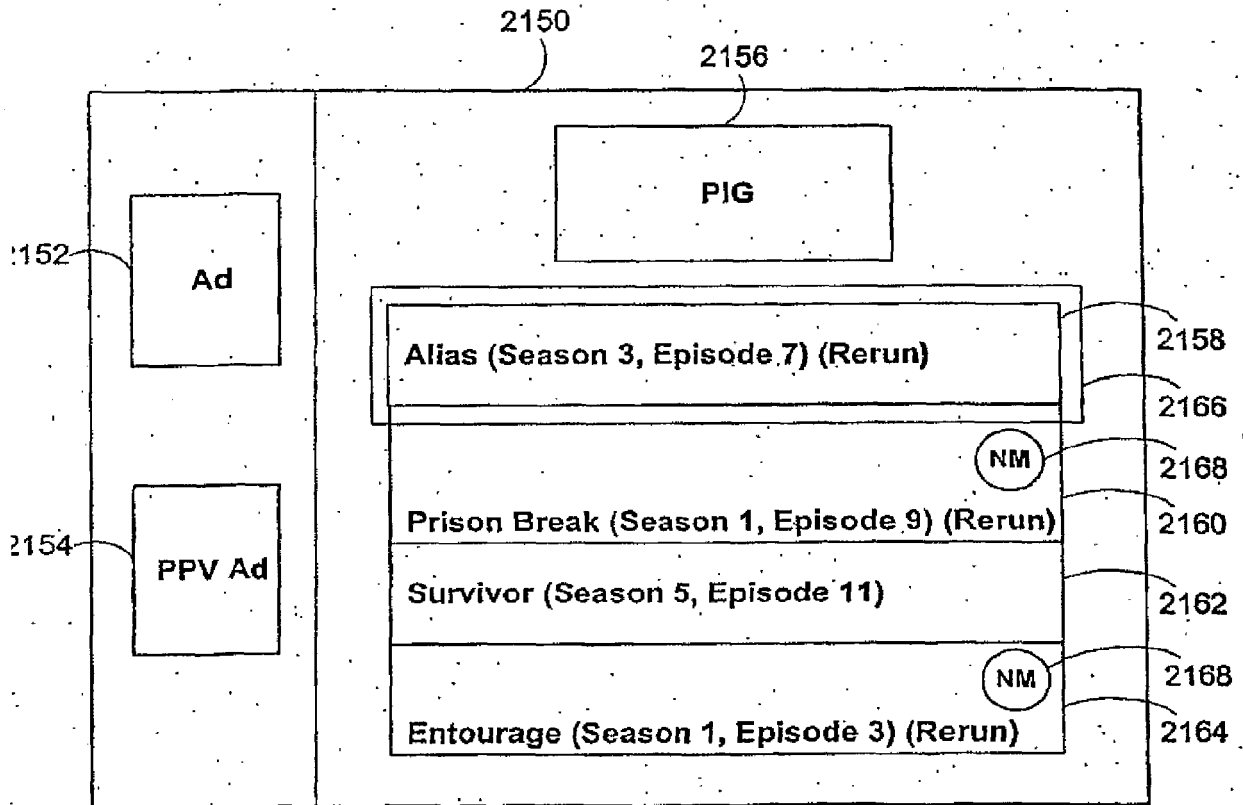 2150
2156
PIG
2152
Ad
Alias (Season 3, Episode 7) (Rerun)
2158
2166
NM
2168
Prison Break (Season 1, Episode 9) (Rerun)
2160
2154
PPV Ad
Survivor (Season 5, Episode 11)
2162
NM
2168
Entourage (Season 1, Episode 3) (Rerun)
2164